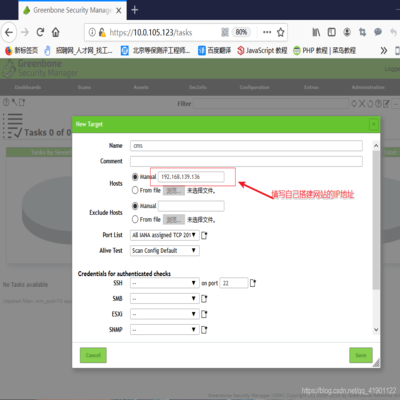 Greenbone Security Manager
https://10.0.105.123/tasks
80%
新标签页
招聘网_人才网_找工
北京等保测评工程师
百度翻译
JavaScript 教程
PHP 教程 | 菜鸟教程
Greenbone
Security Manager
Dashboards
Scans
Assets
SecInfo
Configuration
Extras
Administration
Filter
Tasks 0 of 0
Tasks by Severi
New Target
Name
cms
Comment
Hosts
Manual
192.168.139.136
From file
浏览...
未选择文件。
填写自己搭建网站的IP地址
Exclude Hosts
Manual
From file
浏览...
未选择文件。
Port List
All IANA assigned TCP 201
Alive Test
Scan Config Default
Credentials for authenticated checks
SSH
--
on port
22
SMB
--
ESXi
--
SNMP
--
No Tasks available
Cancel
Save
https://blog.csdn.net/qq_41901122